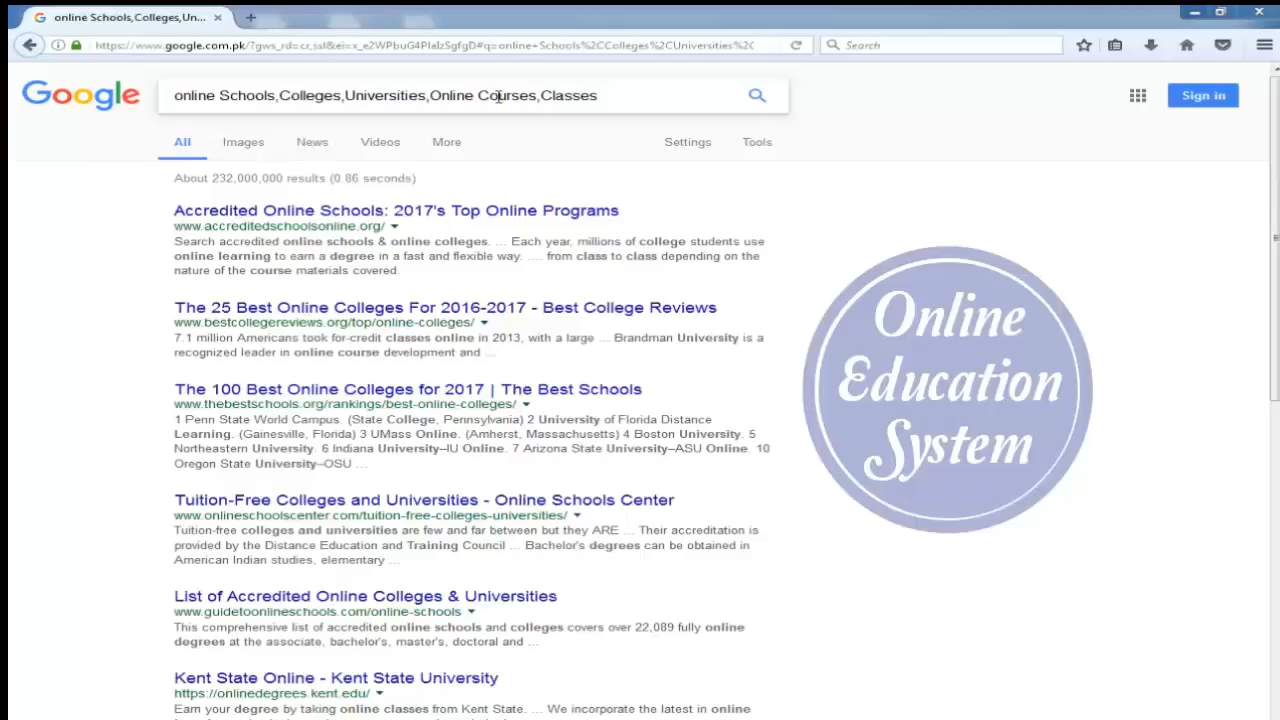 online Schools,Colleges,Un...
https://www.google.com.pk/?gws_rd=cr,ssl&ei=x_e2WPbuG4PlaIzSgfgD#q=online+Schools%2CColleges%2CUniversities%2C(
Search
Google
online Schools,Colleges,Universities,Online Courses,Classes
Sign in
All Images News Videos More Settings Tools
About 232,000,000 results (0.86 seconds)
Accredited Online Schools: 2017's Top Online Programs
www.accreditedschoolsonline.org/
Search accredited online schools & online colleges. ... Each year, millions of college students use
online learning to earn a degree in a fast and flexible way. .... from class to class depending on the
nature of the course materials covered.
The 25 Best Online Colleges For 2016-2017 - Best College Reviews
www.bestcollegereviews.org/top/online-colleges/
7.1 million Americans took for-credit classes online in 2013, with a large ... Brandman University is a
recognized leader in online course development and ...
The 100 Best Online Colleges for 2017 | The Best Schools
www.thebestschools.org/rankings/best-online-colleges/
1 Penn State World Campus. (State College, Pennsylvania) 2 University of Florida Distance
Learning. (Gainesville, Florida) 3 UMass Online. (Amherst, Massachusetts) 4 Boston University. 5
Northeastern University. 6 Indiana University–IU Online. 7 Arizona State University–ASU Online. 10
Oregon State University–OSU ...
Tuition-Free Colleges and Universities - Online Schools Center
www.onlineschoolscenter.com/tuition-free-colleges-universities/
Tuition-free colleges and universities are few and far between but they ARE ... Their accreditation is
provided by the Distance Education and Training Council ... Bachelor's degrees can be obtained in
American Indian studies, elementary ...
List of Accredited Online Colleges & Universities
www.guidetoonlineschools.com/online-schools
This comprehensive list of accredited online schools and colleges covers over 22,089 fully online
degrees at the associate, bachelor's, master's, doctoral and ...
Kent State Online - Kent State University
https://onlinedegrees.kent.edu/
Earn your degree by taking online classes from Kent State. ... We incorporate the latest in online
Online
Education
System